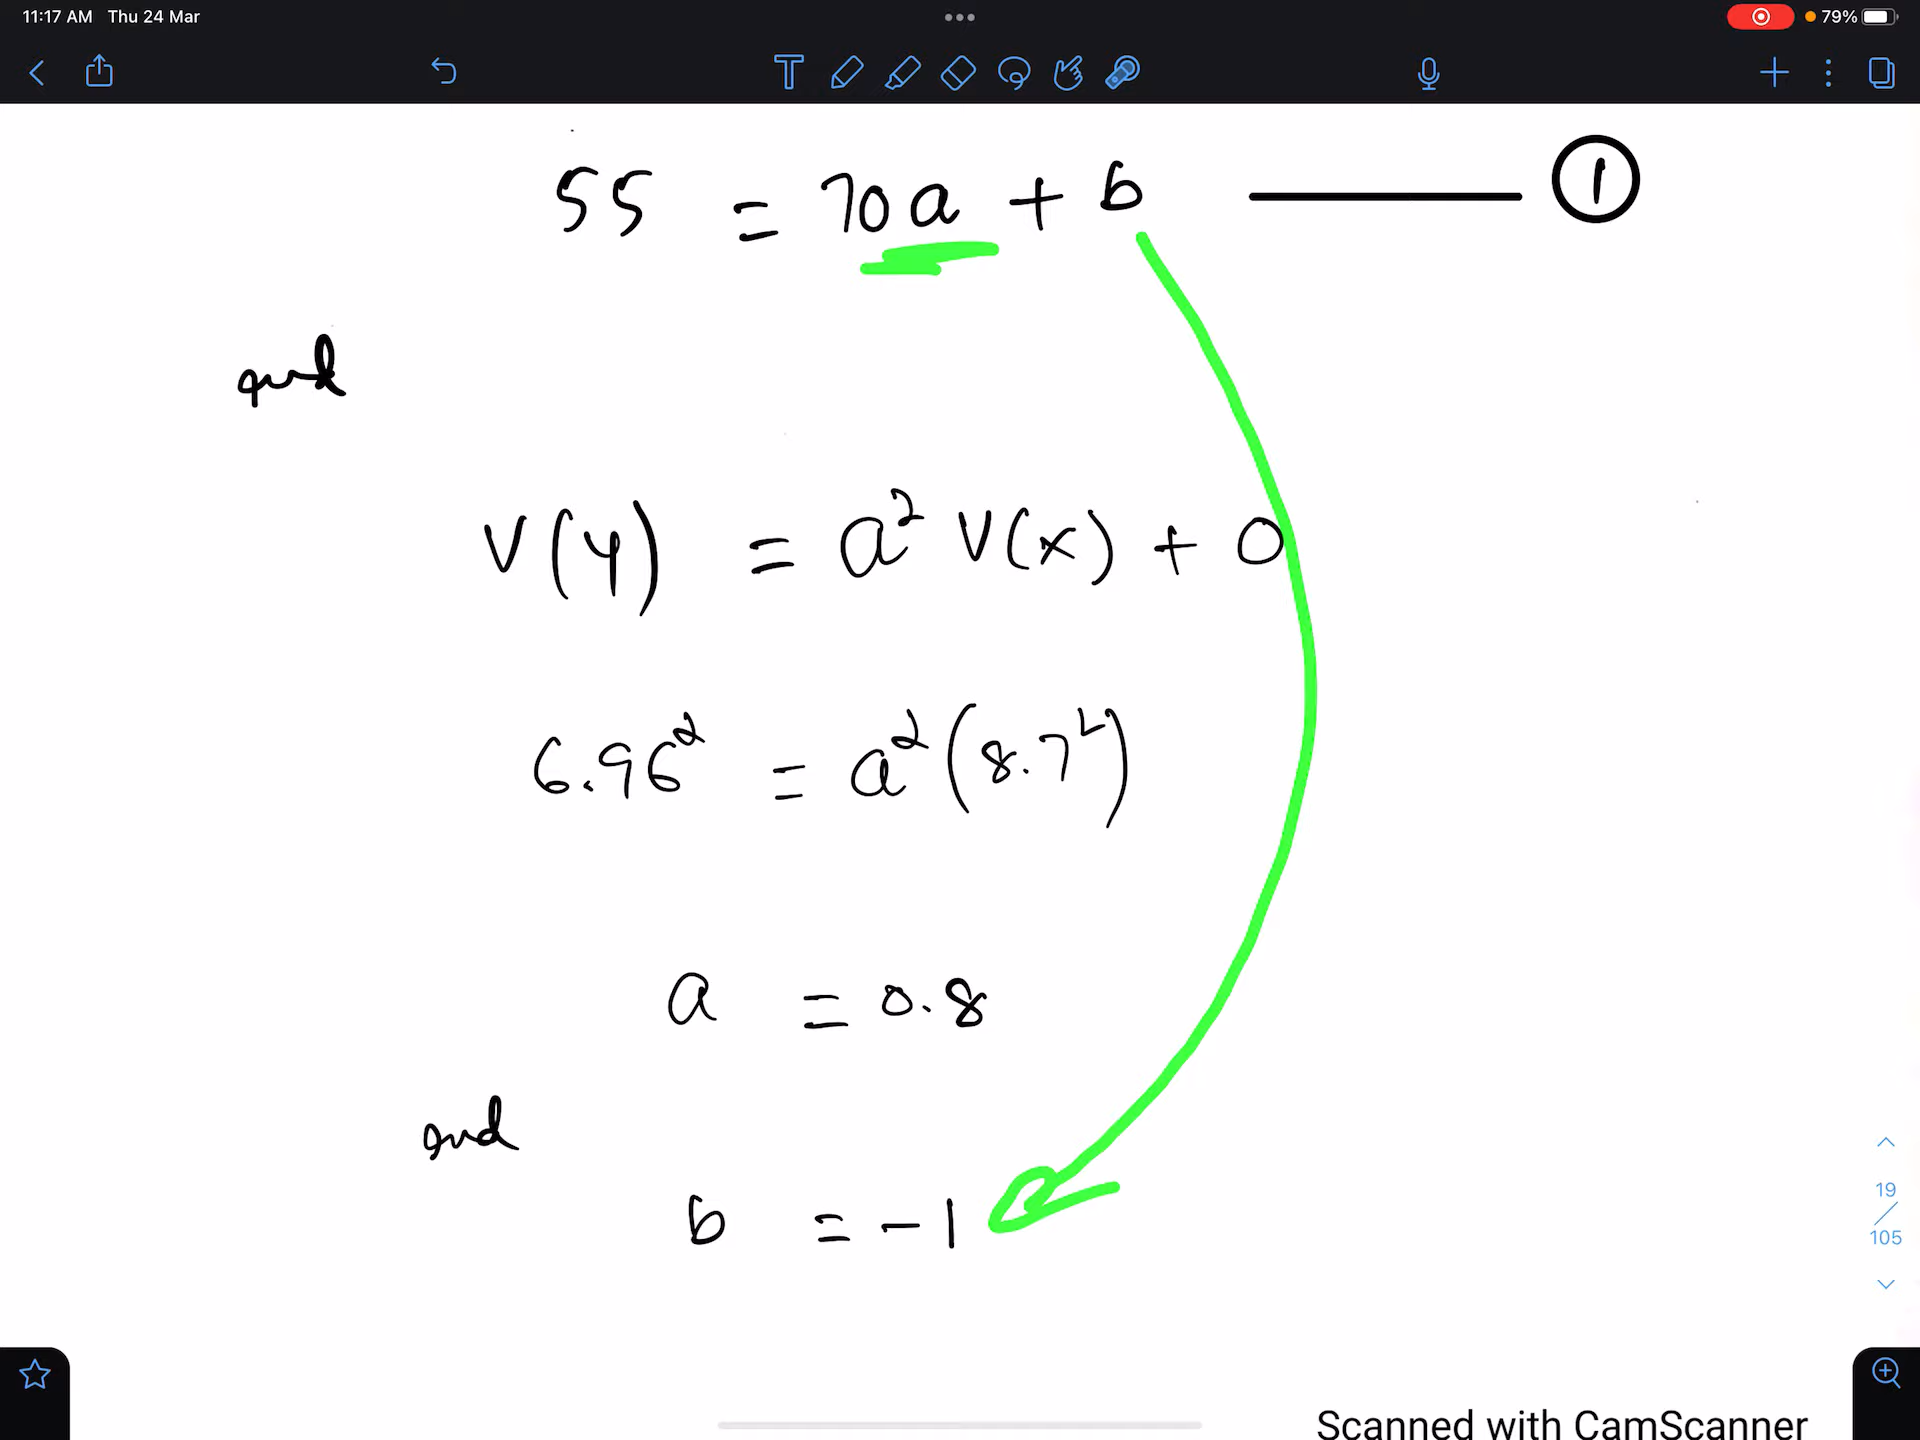 11:17 AM Thu 24 Mar
79%
55 = 70a + b ——— ①
and
V(y) = a² V(x) + 0
6.96² = a² (8.7²)
a = 0.8
and
b = -1
19
/
105
Scanned with CamScanner